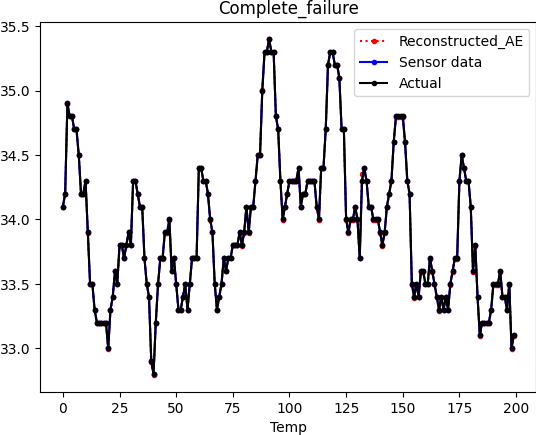 Complete_failure
35.5
35.0
34.5
34.0
33.5
33.0
Reconstructed_AE
Sensor data
Actual
0 25 50 75 100 125 150 175 200
Temp